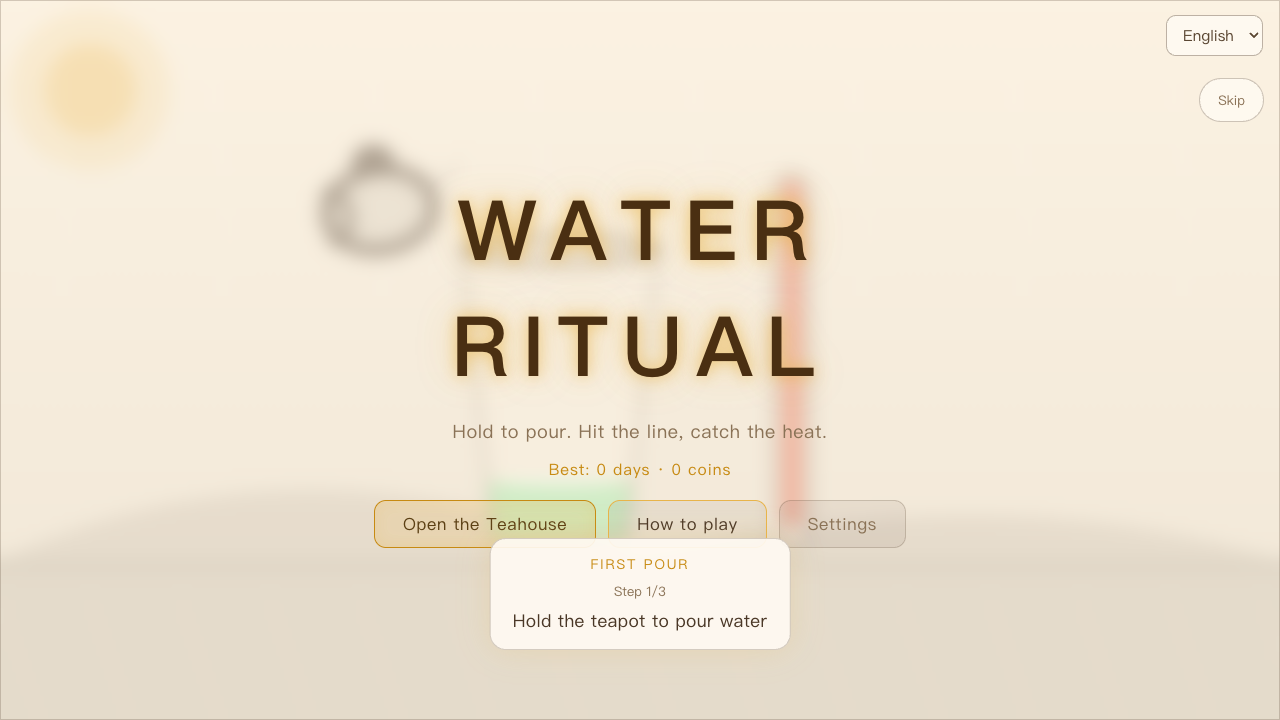 English
Skip
WATER
RITUAL
Hold to pour. Hit the line, catch the heat.
Best: 0 days · 0 coins
Open the Teahouse
How to play
Settings
FIRST POUR
Step 1/3
Hold the teapot to pour water